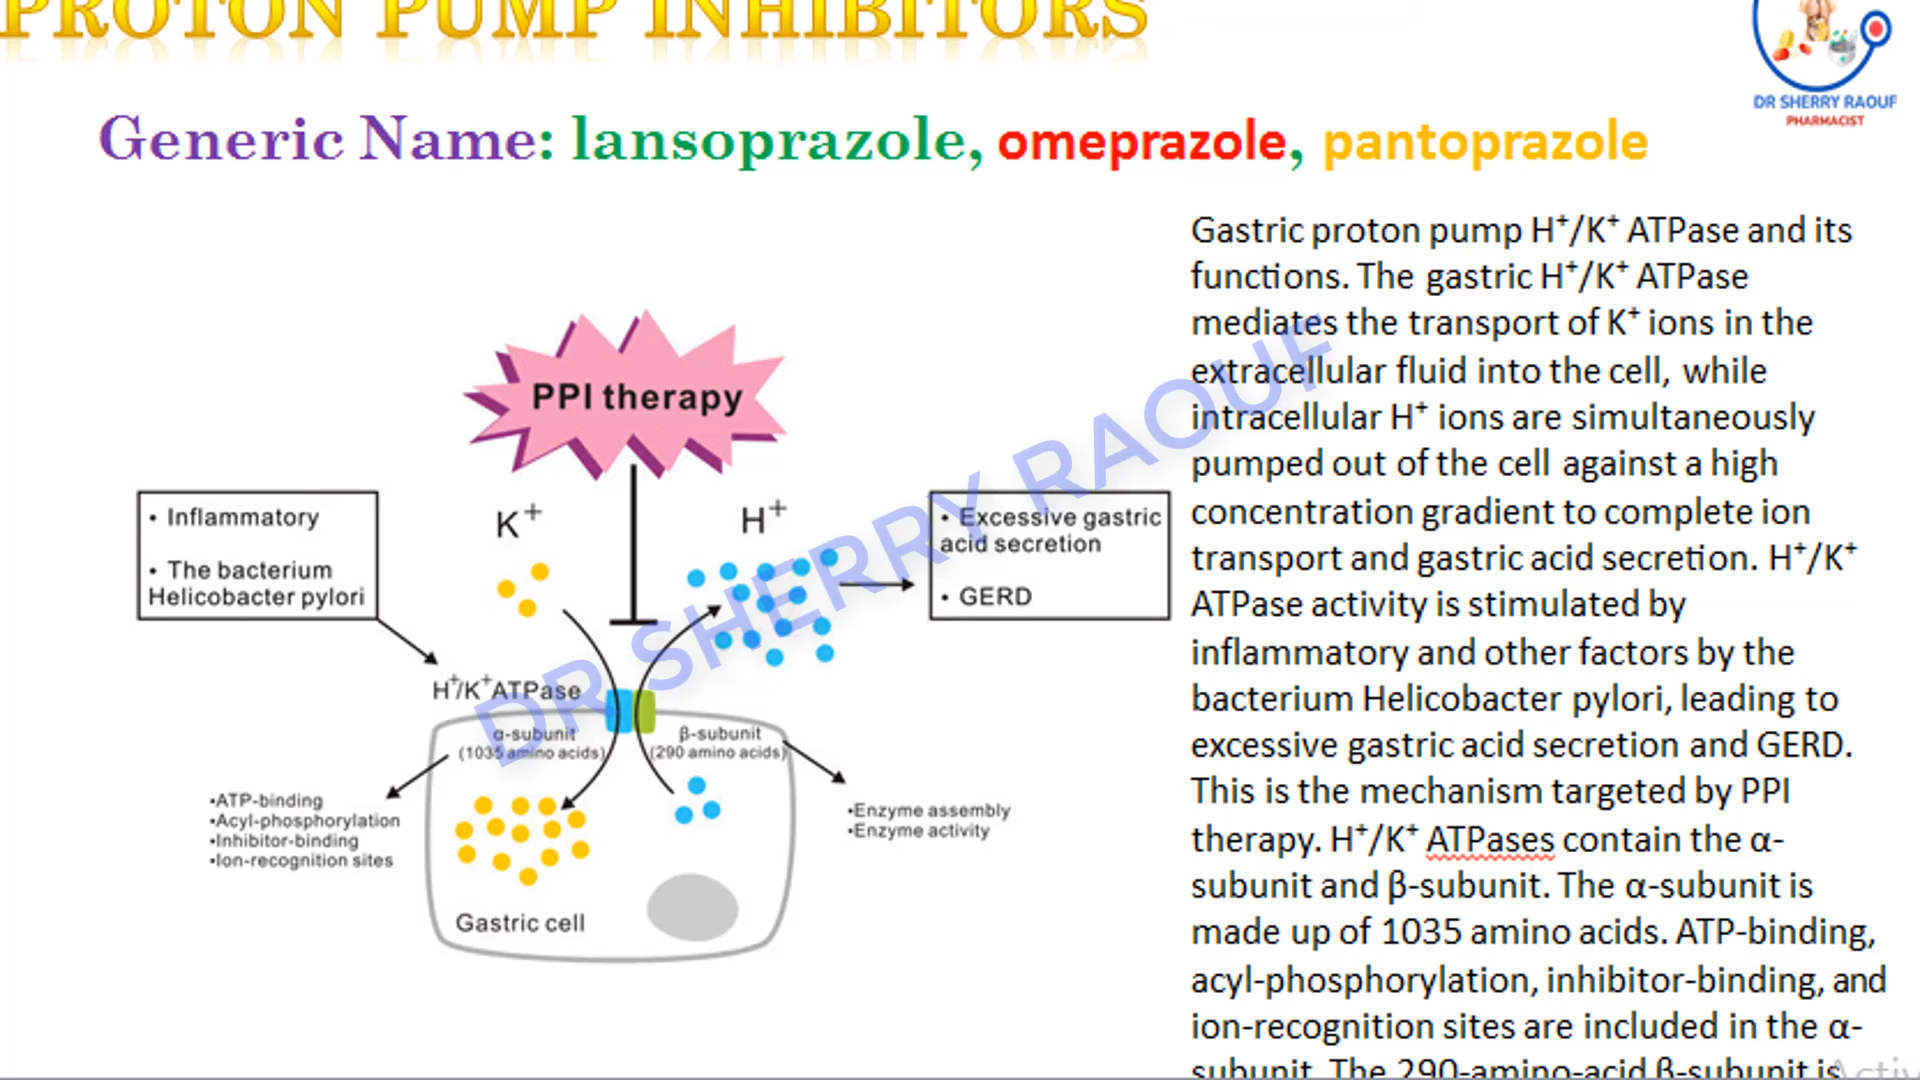 PROTON PUMP INHIBITORS
DR SHERRY RAOUF
PHARMACIST
Generic Name: lansoprazole, omeprazole, pantoprazole
PPI therapy
• Inflammatory
• The bacterium
Helicobacter pylori
K+
H+
• Excessive gastric
acid secretion
• GERD
H+/K+ATPase
α-subunit
(1035 amino acids)
β-subunit
(290 amino acids)
•ATP-binding
•Acyl-phosphorylation
•Inhibitor-binding
•Ion-recognition sites
•Enzyme assembly
•Enzyme activity
Gastric cell
DR SHERRY RAOUF
Gastric proton pump H+/K+ ATPase and its
functions. The gastric H+/K+ ATPase
mediates the transport of K+ ions in the
extracellular fluid into the cell, while
intracellular H+ ions are simultaneously
pumped out of the cell against a high
concentration gradient to complete ion
transport and gastric acid secretion. H+/K+
ATPase activity is stimulated by
inflammatory and other factors by the
bacterium Helicobacter pylori, leading to
excessive gastric acid secretion and GERD.
This is the mechanism targeted by PPI
therapy. H+/K+ ATPases contain the α-
subunit and β-subunit. The α-subunit is
made up of 1035 amino acids. ATP-binding,
acyl-phosphorylation, inhibitor-binding, and
ion-recognition sites are included in the α-
subunit. The 290-amino-acid β-subunit is